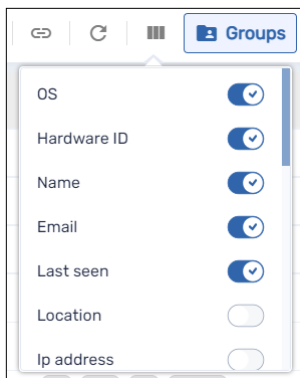 Groups
OS
Hardware ID
Name
Email
Last seen
Location
Ip address